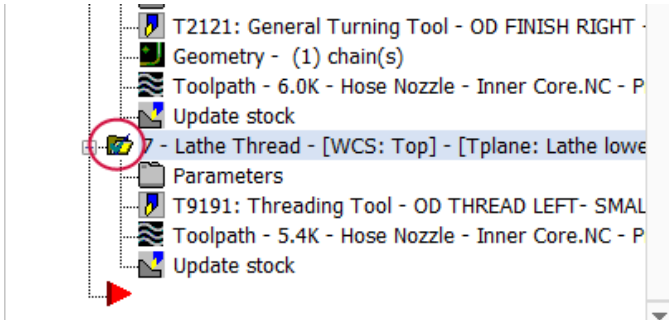 T2121: General Turning Tool - OD FINISH RIGHT -
Geometry - (1) chain(s)
Toolpath - 6.0K - Hose Nozzle - Inner Core.NC - P
Update stock
7 - Lathe Thread - [WCS: Top] - [Tplane: Lathe lowe
Parameters
T9191: Threading Tool - OD THREAD LEFT- SMAL
Toolpath - 5.4K - Hose Nozzle - Inner Core.NC - P
Update stock